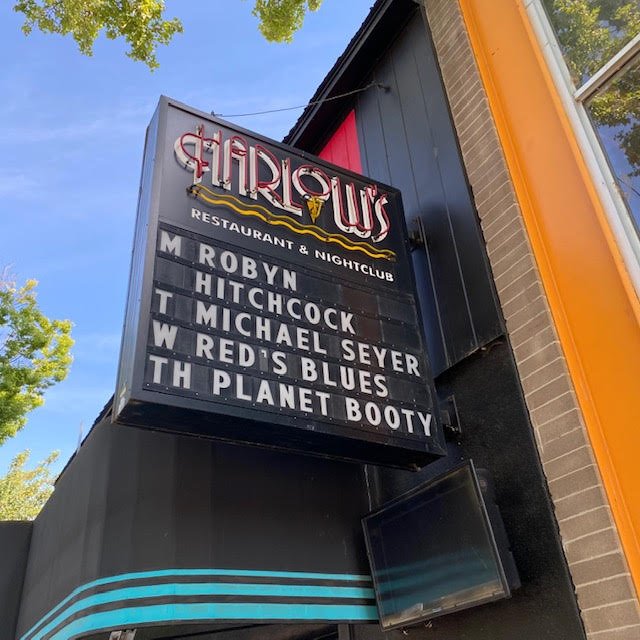 HARLOW'S
RESTAURANT & NIGHTCLUB
M ROBYN
HITCHCOCK
T MICHAEL SEYER
W RED'S BLUES
TH PLANET BOOTY